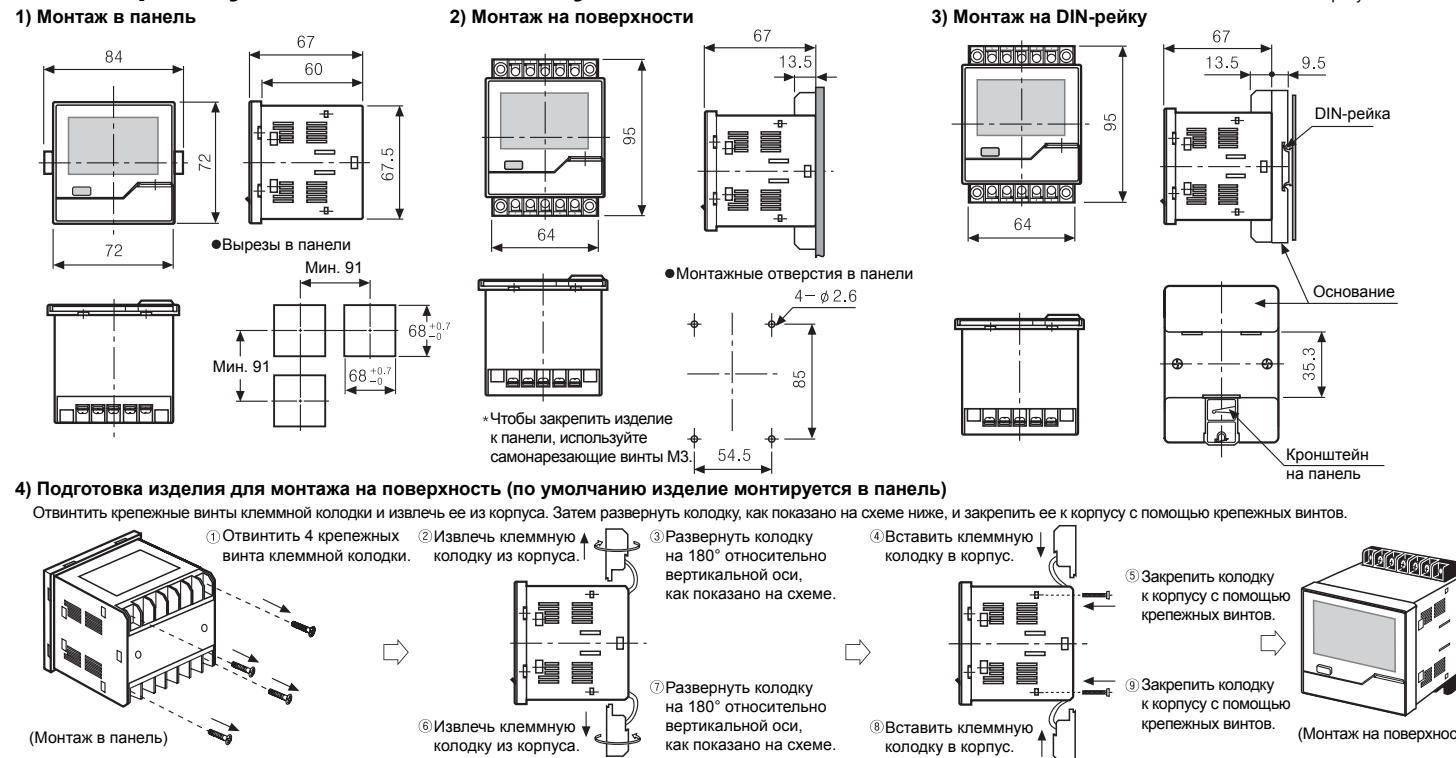 1) Монтаж в панель
84
67
60
72
67.5
72
●Вырезы в панели
Мин. 91
68 +0.7 -0
Мин. 91
68 +0.7 -0
2) Монтаж на поверхности
67
13.5
95
64
●Монтажные отверстия в панели
4-ϕ2.6
85
54.5
*Чтобы закрепить изделие
к панели, используйте
самонарезающие винты М3.
3) Монтаж на DIN-рейку
67
13.5
9.5
DIN-рейка
95
64
Основание
35.3
Кронштейн
на панель
4) Подготовка изделия для монтажа на поверхность (по умолчанию изделие монтируется в панель)
Отвинтить крепежные винты клеммной колодки и извлечь ее из корпуса. Затем развернуть колодку, как показано на схеме ниже, и закрепить ее к корпусу с помощью крепежных винтов.
①Отвинтить 4 крепежных
винта клеммной колодки.
(Монтаж в панель)
②Извлечь клеммную
колодку из корпуса.
③Развернуть колодку
на 180° относительно
вертикальной оси,
как показано на схеме.
④Вставить клеммную
колодку в корпус.
⑤Закрепить колодку
к корпусу с помощью
крепежных винтов.
⑥Извлечь клеммную
колодку из корпуса.
⑦Развернуть колодку
на 180° относительно
вертикальной оси,
как показано на схеме.
⑧Вставить клеммную
колодку в корпус.
⑨Закрепить колодку
к корпусу с помощью
крепежных винтов.
(Монтаж на поверхнос